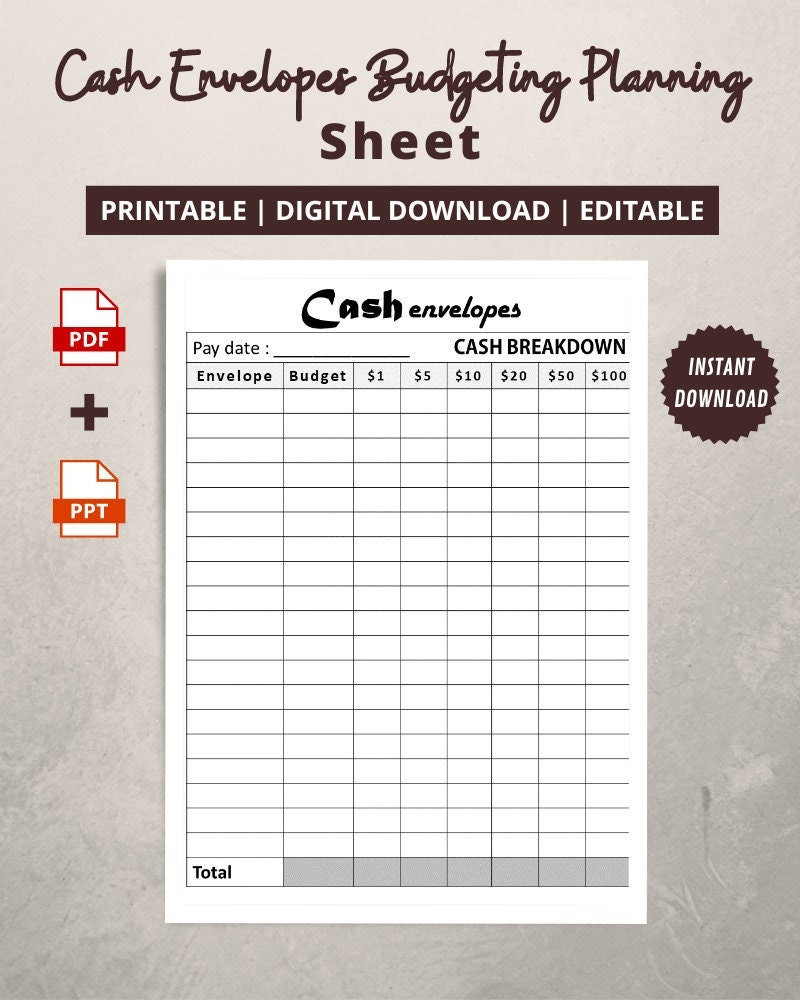 Cash Envelopes Budgeting Planning
Sheet
PRINTABLE | DIGITAL DOWNLOAD | EDITABLE
PDF
+
PPT
Cash envelopes
Pay date : _______________ CASH BREAKDOWN
Envelope Budget $1 $5 $10 $20 $50 $100
Total
INSTANT
DOWNLOAD